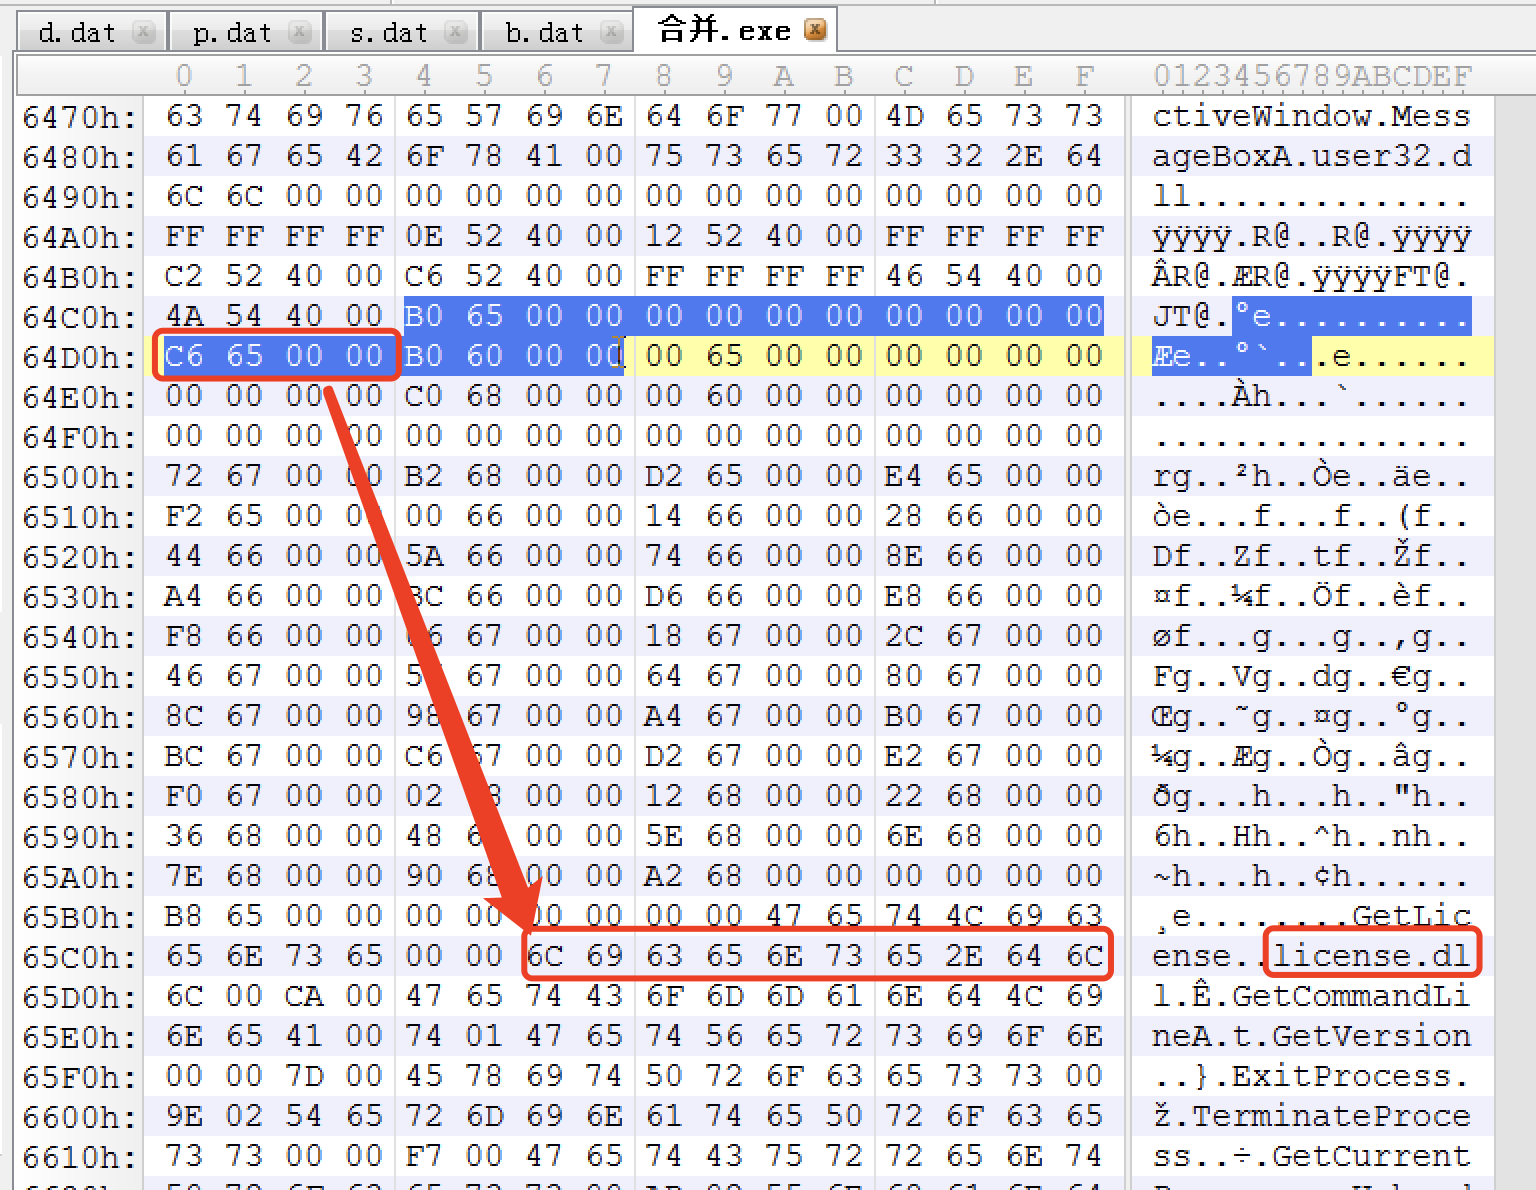 d.dat x p.dat x s.dat x b.dat x 合并.exe x
0 1 2 3 4 5 6 7 8 9 A B C D E F 0123456789ABCDEF
6470h: 63 74 69 76 65 57 69 6E 64 6F 77 00 4D 65 73 73 ctiveWindow.Mess
6480h: 61 67 65 42 6F 78 41 00 75 73 65 72 33 32 2E 64 ageBoxA.user32.d
6490h: 6C 6C 00 00 00 00 00 00 00 00 00 00 00 00 00 00 ll..............
64A0h: FF FF FF FF 0E 52 40 00 12 52 40 00 FF FF FF FF ÿÿÿÿ.R@..R@.ÿÿÿÿ
64B0h: C2 52 40 00 C6 52 40 00 FF FF FF FF 46 54 40 00 ÂR@.ÆR@.ÿÿÿÿFT@.
64C0h: 4A 54 40 00 B0 65 00 00 00 00 00 00 00 00 00 00 JT@.°e..........
64D0h: C6 65 00 00 B0 60 00 00 00 65 00 00 00 00 00 00 Æe..°`...e......
64E0h: 00 00 00 00 C0 68 00 00 00 60 00 00 00 00 00 00 ....Àh...`......
64F0h: 00 00 00 00 00 00 00 00 00 00 00 00 00 00 00 00 ................
6500h: 72 67 00 00 B2 68 00 00 D2 65 00 00 E4 65 00 00 rg..²h..Òe..äe..
6510h: F2 65 00 00 00 66 00 00 14 66 00 00 28 66 00 00 òe...f...f..(f..
6520h: 44 66 00 00 5A 66 00 00 74 66 00 00 8E 66 00 00 Df..Zf..tf..Žf..
6530h: A4 66 00 00 BC 66 00 00 D6 66 00 00 E8 66 00 00 ¤f..¼f..Öf..èf..
6540h: F8 66 00 00 67 00 00 18 67 00 00 2C 67 00 00 øf...g...g..,g..
6550h: 46 67 00 00 67 00 00 64 67 00 00 80 67 00 00 Fg..Vg..dg..€g..
6560h: 8C 67 00 00 98 67 00 00 A4 67 00 00 B0 67 00 00 Œg..˜g..¤g..°g..
6570h: BC 67 00 00 C6 67 00 00 D2 67 00 00 E2 67 00 00 ¼g..Æg..Òg..âg..
6580h: F0 67 00 00 02 68 00 00 12 68 00 00 22 68 00 00 ðg...h...h.."h..
6590h: 36 68 00 00 48 68 00 00 5E 68 00 00 6E 68 00 00 6h..Hh..^h..nh..
65A0h: 7E 68 00 00 90 68 00 00 A2 68 00 00 00 00 00 00 ~h...h..¢h......
65B0h: B8 65 00 00 00 00 00 00 00 00 47 65 74 4C 69 63 ¸e........GetLic
65C0h: 65 6E 73 65 00 00 6C 69 63 65 6E 73 65 2E 64 6C ense..license.dl
65D0h: 6C 00 CA 00 47 65 74 43 6F 6D 6D 61 6E 64 4C 69 l.Ê.GetCommandLi
65E0h: 6E 65 41 00 74 01 47 65 74 56 65 72 73 69 6F 6E neA.t.GetVersion
65F0h: 00 00 7D 00 45 78 69 74 50 72 6F 63 65 73 73 00 ..}.ExitProcess.
6600h: 9E 02 54 65 72 6D 69 6E 61 74 65 50 72 6F 63 65 ž.TerminateProce
6610h: 73 73 00 00 F7 00 47 65 74 43 75 72 72 65 6E 74 ss..÷.GetCurrent